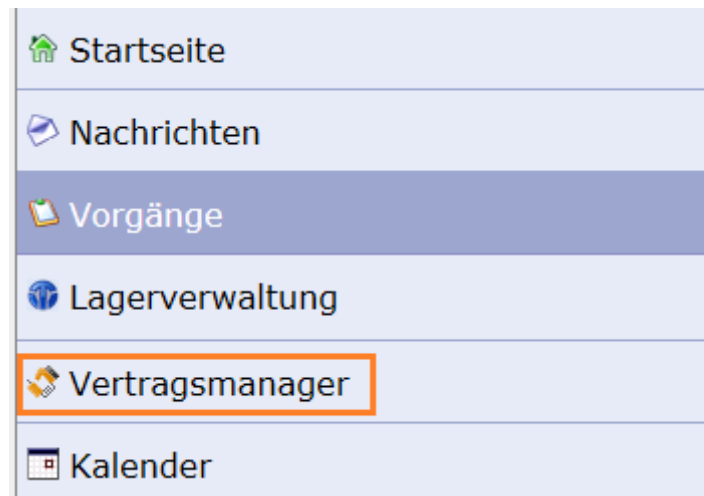 Startseite
Nachrichten
Vorgänge
Lagerverwaltung
Vertragsmanager
Kalender